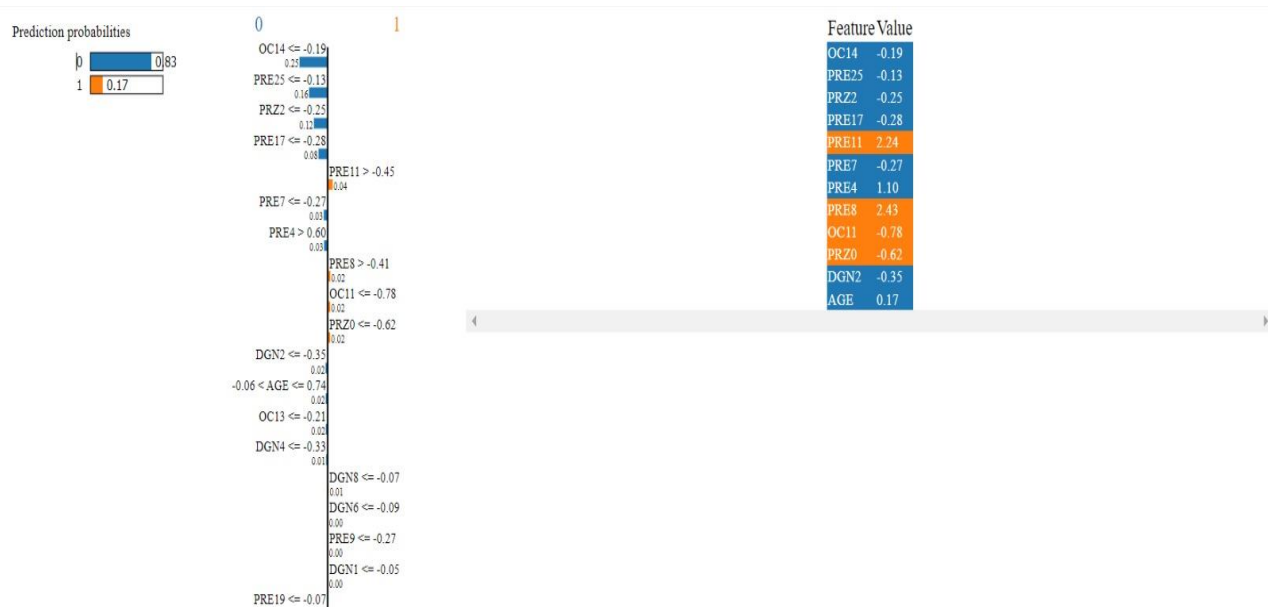 Prediction probabilities
0 0.83
1 0.17
0 1
OC14 <= -0.19
0.25
PRE25 <= -0.13
0.16
PRZ2 <= -0.25
0.12
PRE17 <= -0.28
0.08
PRE11 > -0.45
0.04
PRE7 <= -0.27
0.03
PRE4 > 0.60
0.03
PRE8 > -0.41
0.02
OC11 <= -0.78
0.02
PRZ0 <= -0.62
0.02
DGN2 <= -0.35
0.02
-0.06 < AGE <= 0.74
0.02
OC13 <= -0.21
0.02
DGN4 <= -0.33
0.01
DGN8 <= -0.07
0.01
DGN6 <= -0.09
0.00
PRE9 <= -0.27
0.00
DGN1 <= -0.05
0.00
PRE19 <= -0.07
Feature Value
OC14 -0.19
PRE25 -0.13
PRZ2 -0.25
PRE17 -0.28
PRE11 2.24
PRE7 -0.27
PRE4 1.10
PRE8 2.43
OC11 -0.78
PRZ0 -0.62
DGN2 -0.35
AGE 0.17